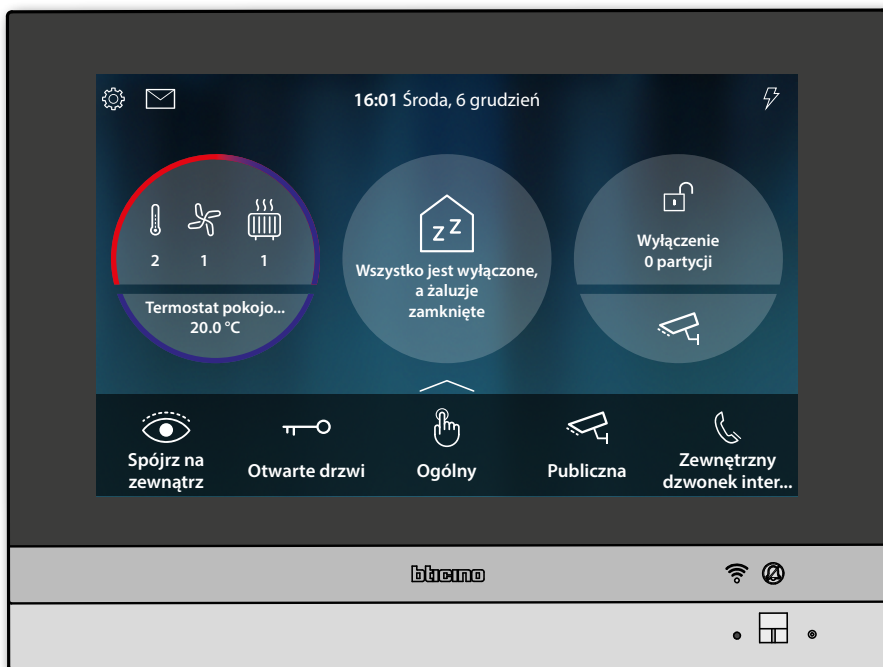 16:01 Środa, 6 grudzień
2
1
1
Termostat pokojo...
20.0 °C
zz
Wszystko jest wyłączone,
a żaluzje
zamknięte
Wyłączenie
0 partycji
Spójrz na
zewnątrz
Otwarte drzwi
Ogólny
Publiczna
Zewnętrzny
dzwonek inter...
bticino